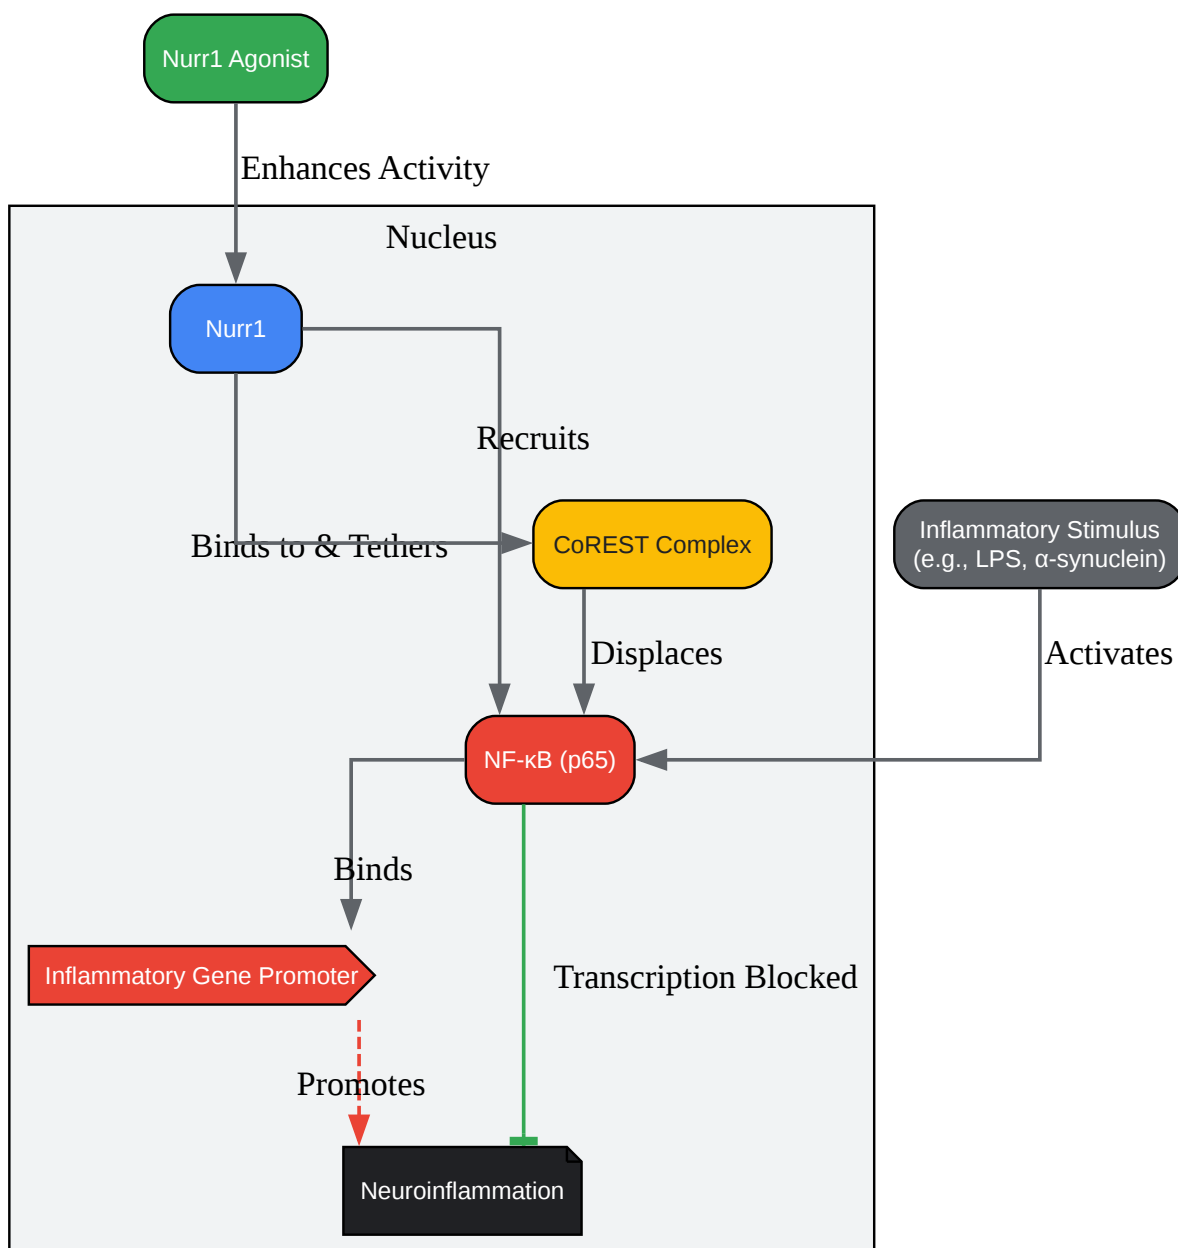 Nurr1 Agonist
Enhances Activity
Nucleus
Nurr1
Recruits
Binds to & Tethers
CoREST Complex
Inflammatory Stimulus
(e.g., LPS, α-synuclein)
Displaces
Activates
NF-κB (p65)
Binds
Inflammatory Gene Promoter
Transcription Blocked
Promotes
Neuroinflammation